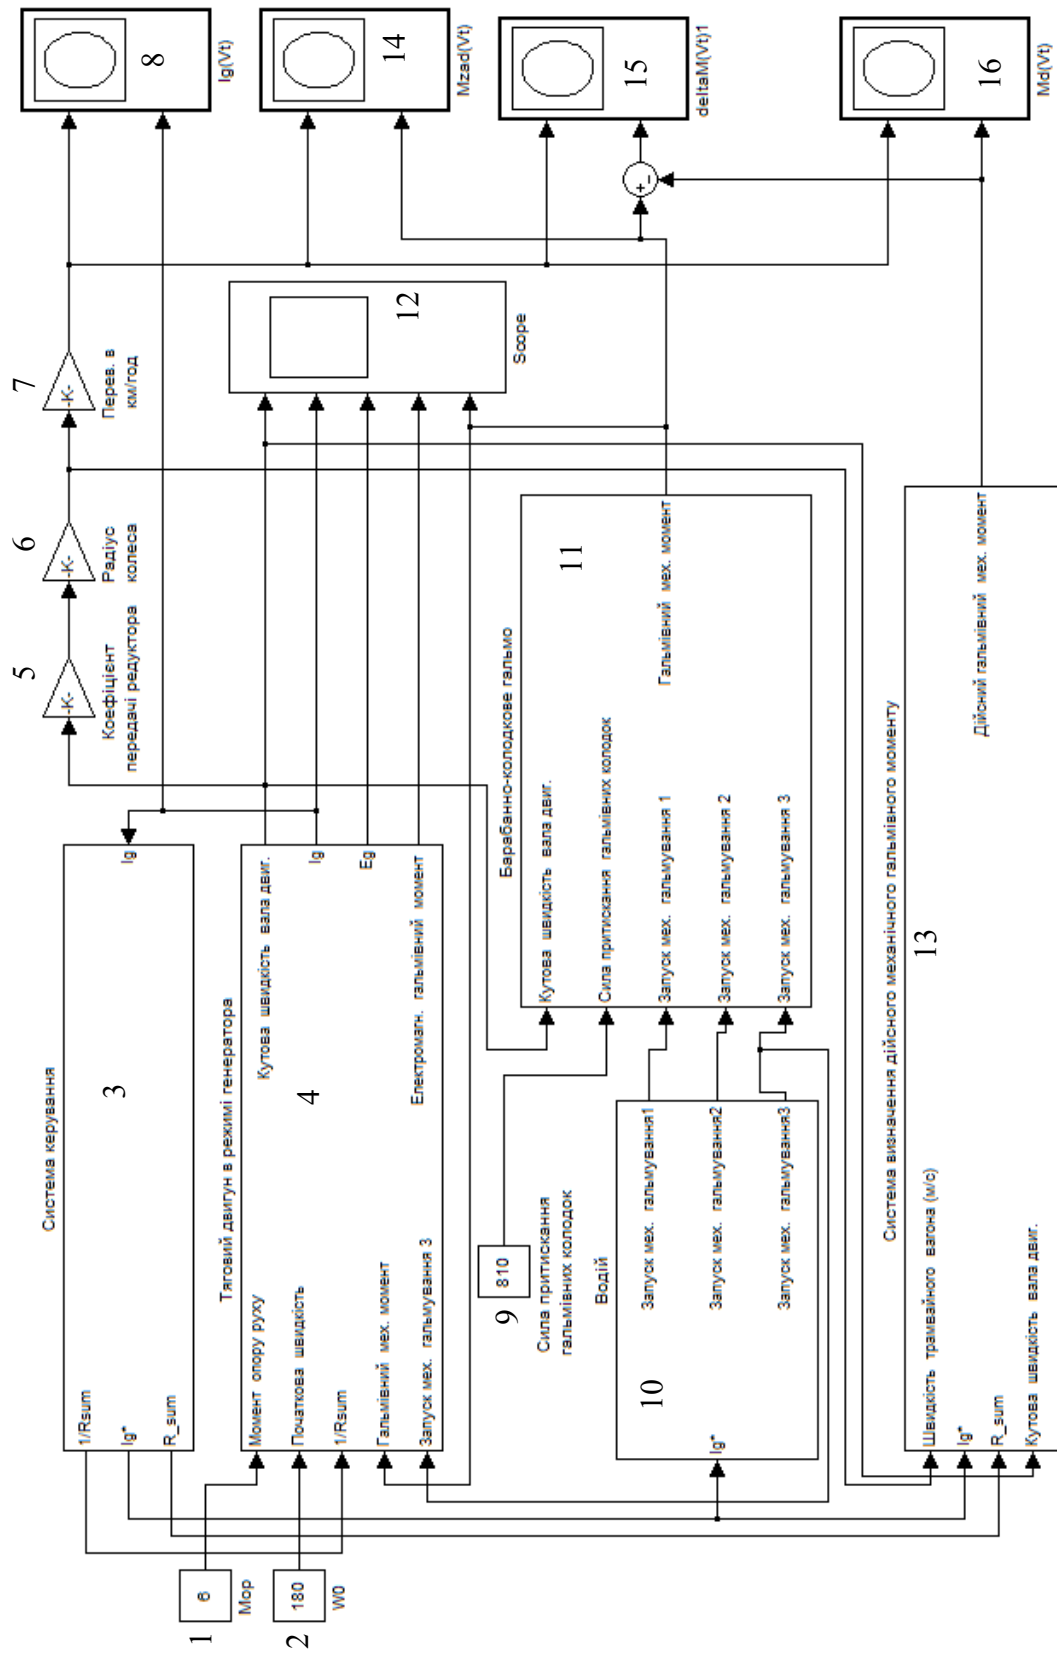 8
Ig(Vt)
14
Mzad(Vt)
15
deltaM(Vt)1
16
Md(Vt)
7
-K-
Перев. в
км/год
6
-K-
Радіус
колеса
5
-K-
Коефіцієнт
передачі редуктора
12
Scope
+
-
Система керування
3
1/Rsum
Ig*
R_sum
Ig
Тяговий двигун в режимі генератора
4
Момент опору руху
Початкова швидкість
1/Rsum
Гальмівний мех. момент
Запуск мех. гальмування 3
Кутова швидкість вала двиг.
Ig
Eg
Електромагн. гальмівний момент
1
6
Mop
2
180
W0
9
810
Сила притискання
гальмівних колодок
Водій
10
Ig*
Запуск мех. гальмування1
Запуск мех. гальмування2
Запуск мех. гальмування3
Барабанно-колодкове гальмо
11
Кутова швидкість вала двиг.
Сила притискання гальмівних колодок
Запуск мех. гальмування 1
Запуск мех. гальмування 2
Запуск мех. гальмування 3
Гальмівний мех. момент
Система визначення дійсного механічного гальмівного моменту
13
Швидкість трамвайного вагона (м/с)
Ig*
R_sum
Кутова швидкість вала двиг.
Дійсний гальмівний мех. момент